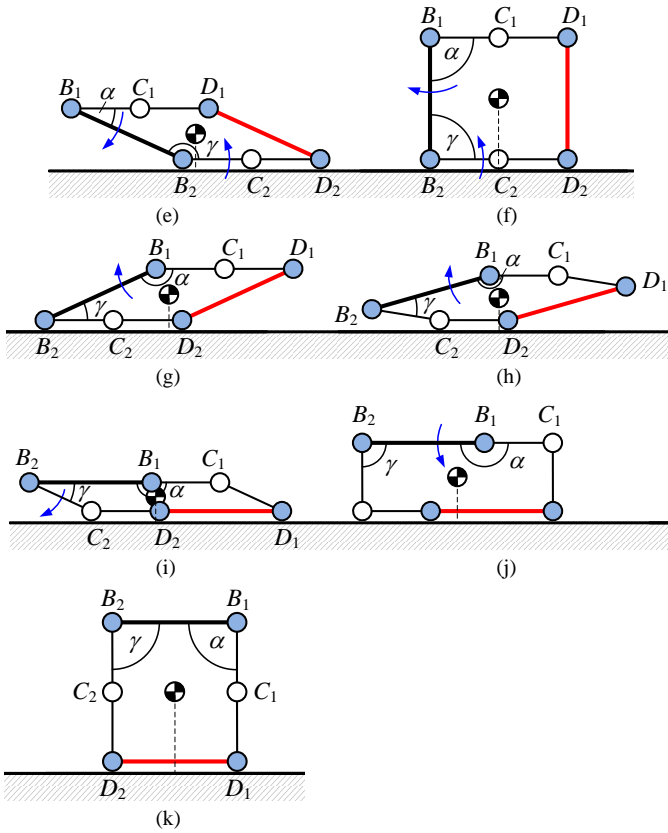 B1 α C1 D1
γ
B2 C2 D2
(e)
B1 C1 D1
α
γ
B2 C2 D2
(f)
B1 α C1 D1
γ
B2 C2 D2
(g)
B1 α C1
D1
B2 γ
C2 D2
(h)
B2 B1 C1
γ α
C2 D2 D1
(i)
B2 B1 C1
γ α
(j)
B2 B1
γ α
C2 C1
D2 D1
(k)